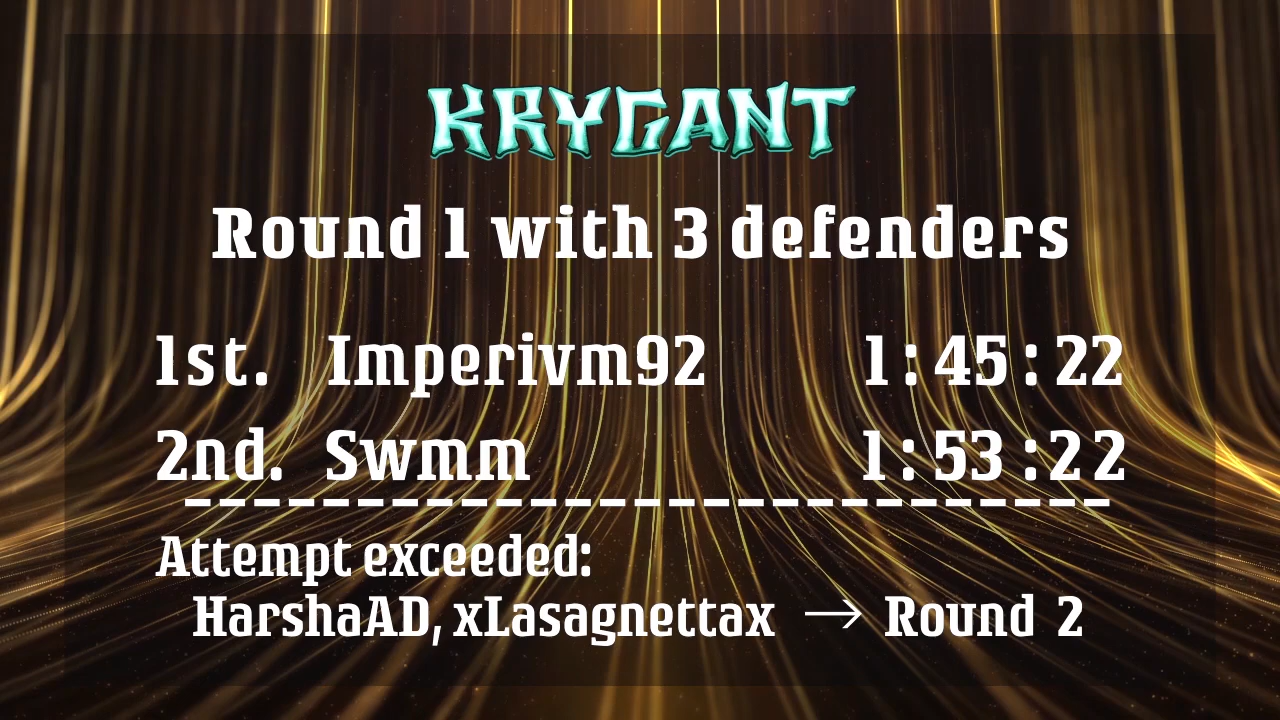 KRYGANT
Round 1 with 3 defenders
1st. Imperivm92 1:45:22
2nd. Swmm 1:53:22
Attempt exceeded:
HarshaAD, xLasagnettax → Round 2